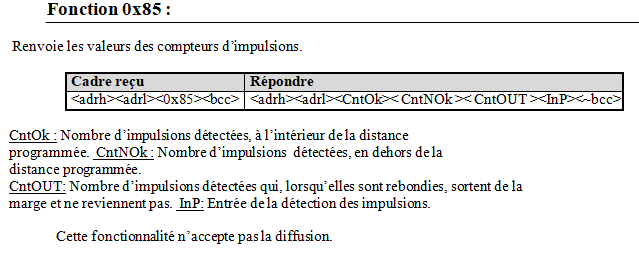 Fonction 0x85 :
Renvoie les valeurs des compteurs d'impulsions.
Cadre reçu Répondre
<adrh><adrl><0x85><bcc> <adrh><adrl><CntOk>< CntNOk >< CntOUT ><InP><~bcc>
CntOk : Nombre d'impulsions détectées, à l'intérieur de la distance
programmée. CntNOk : Nombre d'impulsions détectées, en dehors de la
distance programmée.
CntOUT: Nombre d'impulsions détectées qui, lorsqu'elles sont rebondies, sortent de la
marge et ne reviennent pas. InP: Entrée de la détection des impulsions.
Cette fonctionnalité n'accepte pas la diffusion.